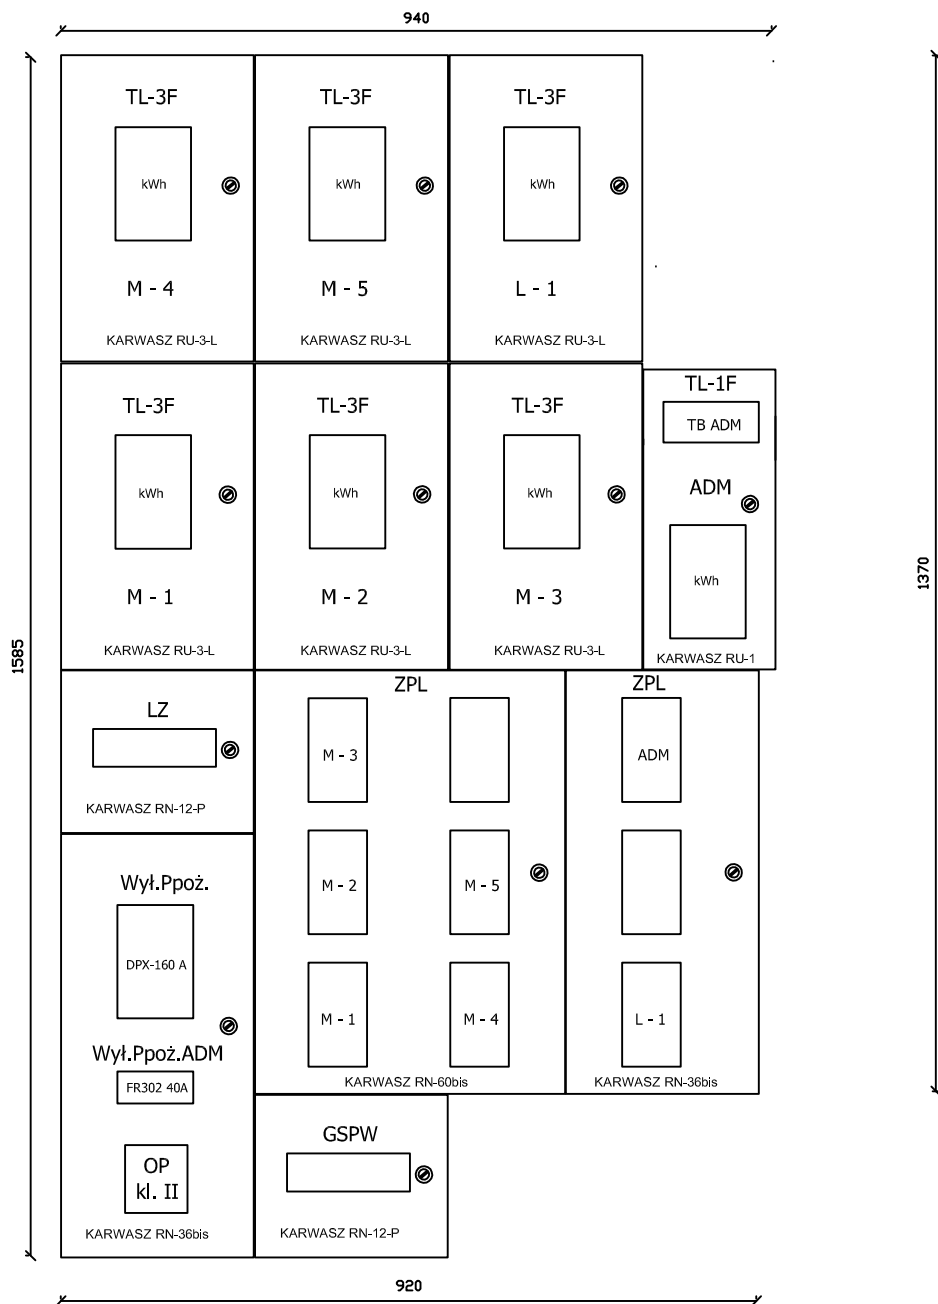 940
TL-3F
TL-3F
TL-3F
kWh
kWh
kWh
M - 4
M - 5
L - 1
KARWASZ RU-3-L
KARWASZ RU-3-L
KARWASZ RU-3-L
TL-3F
TL-3F
TL-3F
TL-1F
TB ADM
kWh
kWh
kWh
ADM
kWh
M - 1
M - 2
M - 3
KARWASZ RU-3-L
KARWASZ RU-3-L
KARWASZ RU-3-L
KARWASZ RU-1
1585
1370
LZ
KARWASZ RN-12-P
ZPL
M - 3
M - 2
M - 5
M - 1
M - 4
KARWASZ RN-60bis
ZPL
ADM
L - 1
KARWASZ RN-36bis
Wył.Ppoż.
DPX-160 A
Wył.Ppoż.ADM
FR302 40A
OP
kl. II
KARWASZ RN-36bis
GSPW
KARWASZ RN-12-P
920